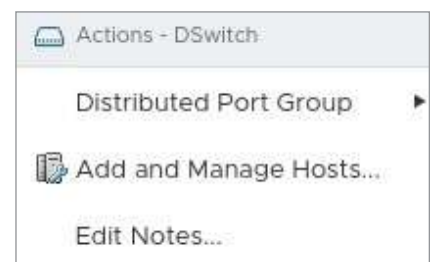 Actions - DSwitch
Distributed Port Group
Add and Manage Hosts...
Edit Notes...